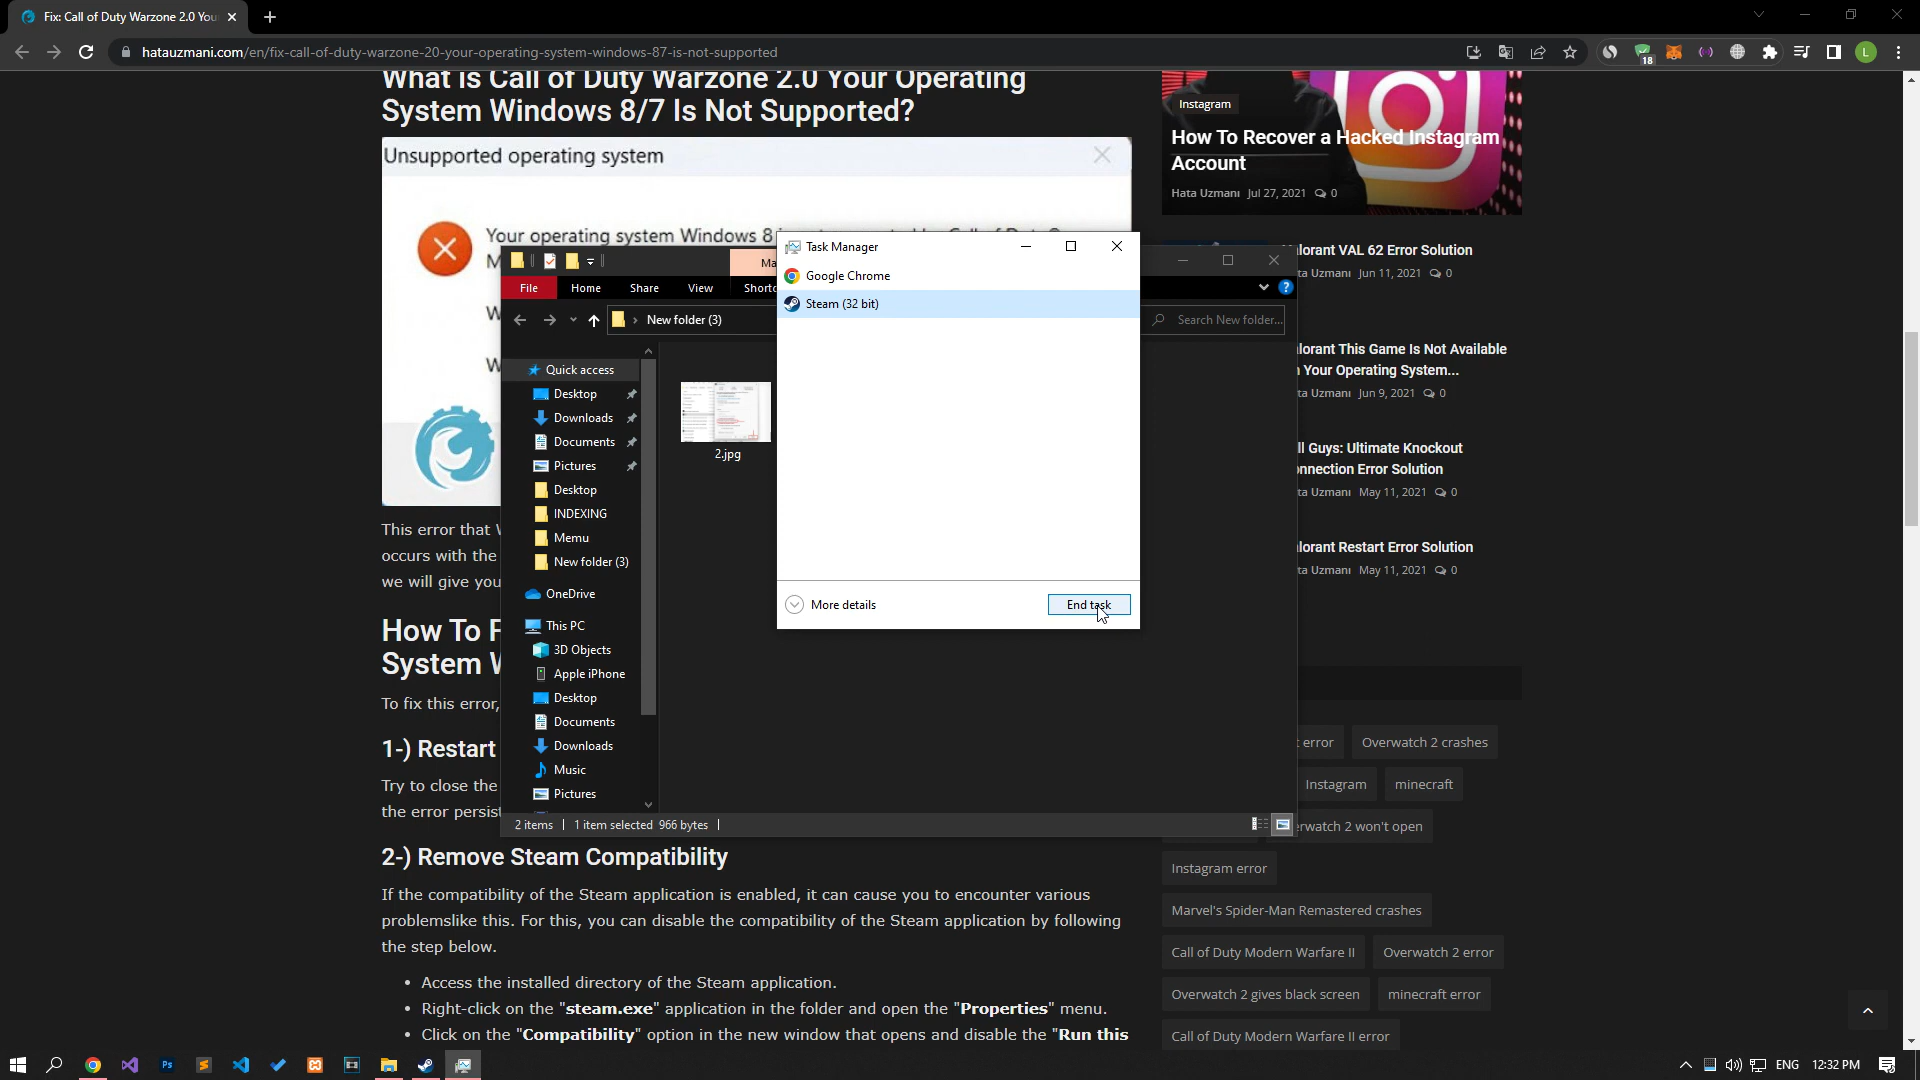 Fix: Call of Duty Warzone 2.0 You
hatauzmani.com/en/fix-call-of-duty-warzone-20-your-operating-system-windows-87-is-not-supported
18
L
What is Call of Duty Warzone 2.0 Your Operating
System Windows 8/7 Is Not Supported?
Unsupported operating system
Your operating system Windows 8
M
W
W
This error that
occurs with the
we will give you
How To F
System W
To fix this error,
1-) Restart
Try to close the
the error persist
2-) Remove Steam Compatibility
If the compatibility of the Steam application is enabled, it can cause you to encounter various
problemslike this. For this, you can disable the compatibility of the Steam application by following
the step below.
• Access the installed directory of the Steam application.
• Right-click on the "steam.exe" application in the folder and open the "Properties" menu.
• Click on the "Compatibility" option in the new window that opens and disable the "Run this
Ma
File Home Share View Shortc
New folder (3)
Search New folder...
Quick access
Desktop
Downloads
Documents
Pictures
Desktop
INDEXING
Memu
New folder (3)
OneDrive
This PC
3D Objects
Apple iPhone
Desktop
Documents
Downloads
Music
Pictures
2.jpg
2 items 1 item selected 966 bytes
Task Manager
Google Chrome
Steam (32 bit)
More details
End task
Instagram
How To Recover a Hacked Instagram
Account
Hata Uzmanı Jul 27, 2021 0
lorant VAL 62 Error Solution
ta Uzmanı Jun 11, 2021 0
lorant This Game Is Not Available
n Your Operating System...
ta Uzmanı Jun 9, 2021 0
ll Guys: Ultimate Knockout
nnection Error Solution
ta Uzmanı May 11, 2021 0
lorant Restart Error Solution
ta Uzmanı May 11, 2021 0
error Overwatch 2 crashes
Instagram minecraft
erwatch 2 won't open
Instagram error
Marvel's Spider-Man Remastered crashes
Call of Duty Modern Warfare II Overwatch 2 error
Overwatch 2 gives black screen minecraft error
Call of Duty Modern Warfare II error
Ps
ENG 12:32 PM